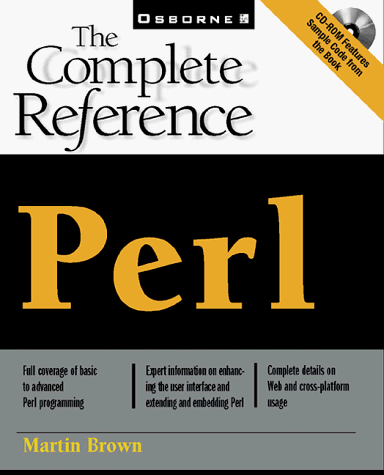 OSBORNE
CD-ROM Features
Sample Code from
the Book
The
Complete
Reference
Perl
Full coverage of basic
to advanced
Perl programming
Expert information on enhanc-
ing the user interface and
extending and embedding Perl
Complete details on
Web and cross-platform
usage
Martin Brown